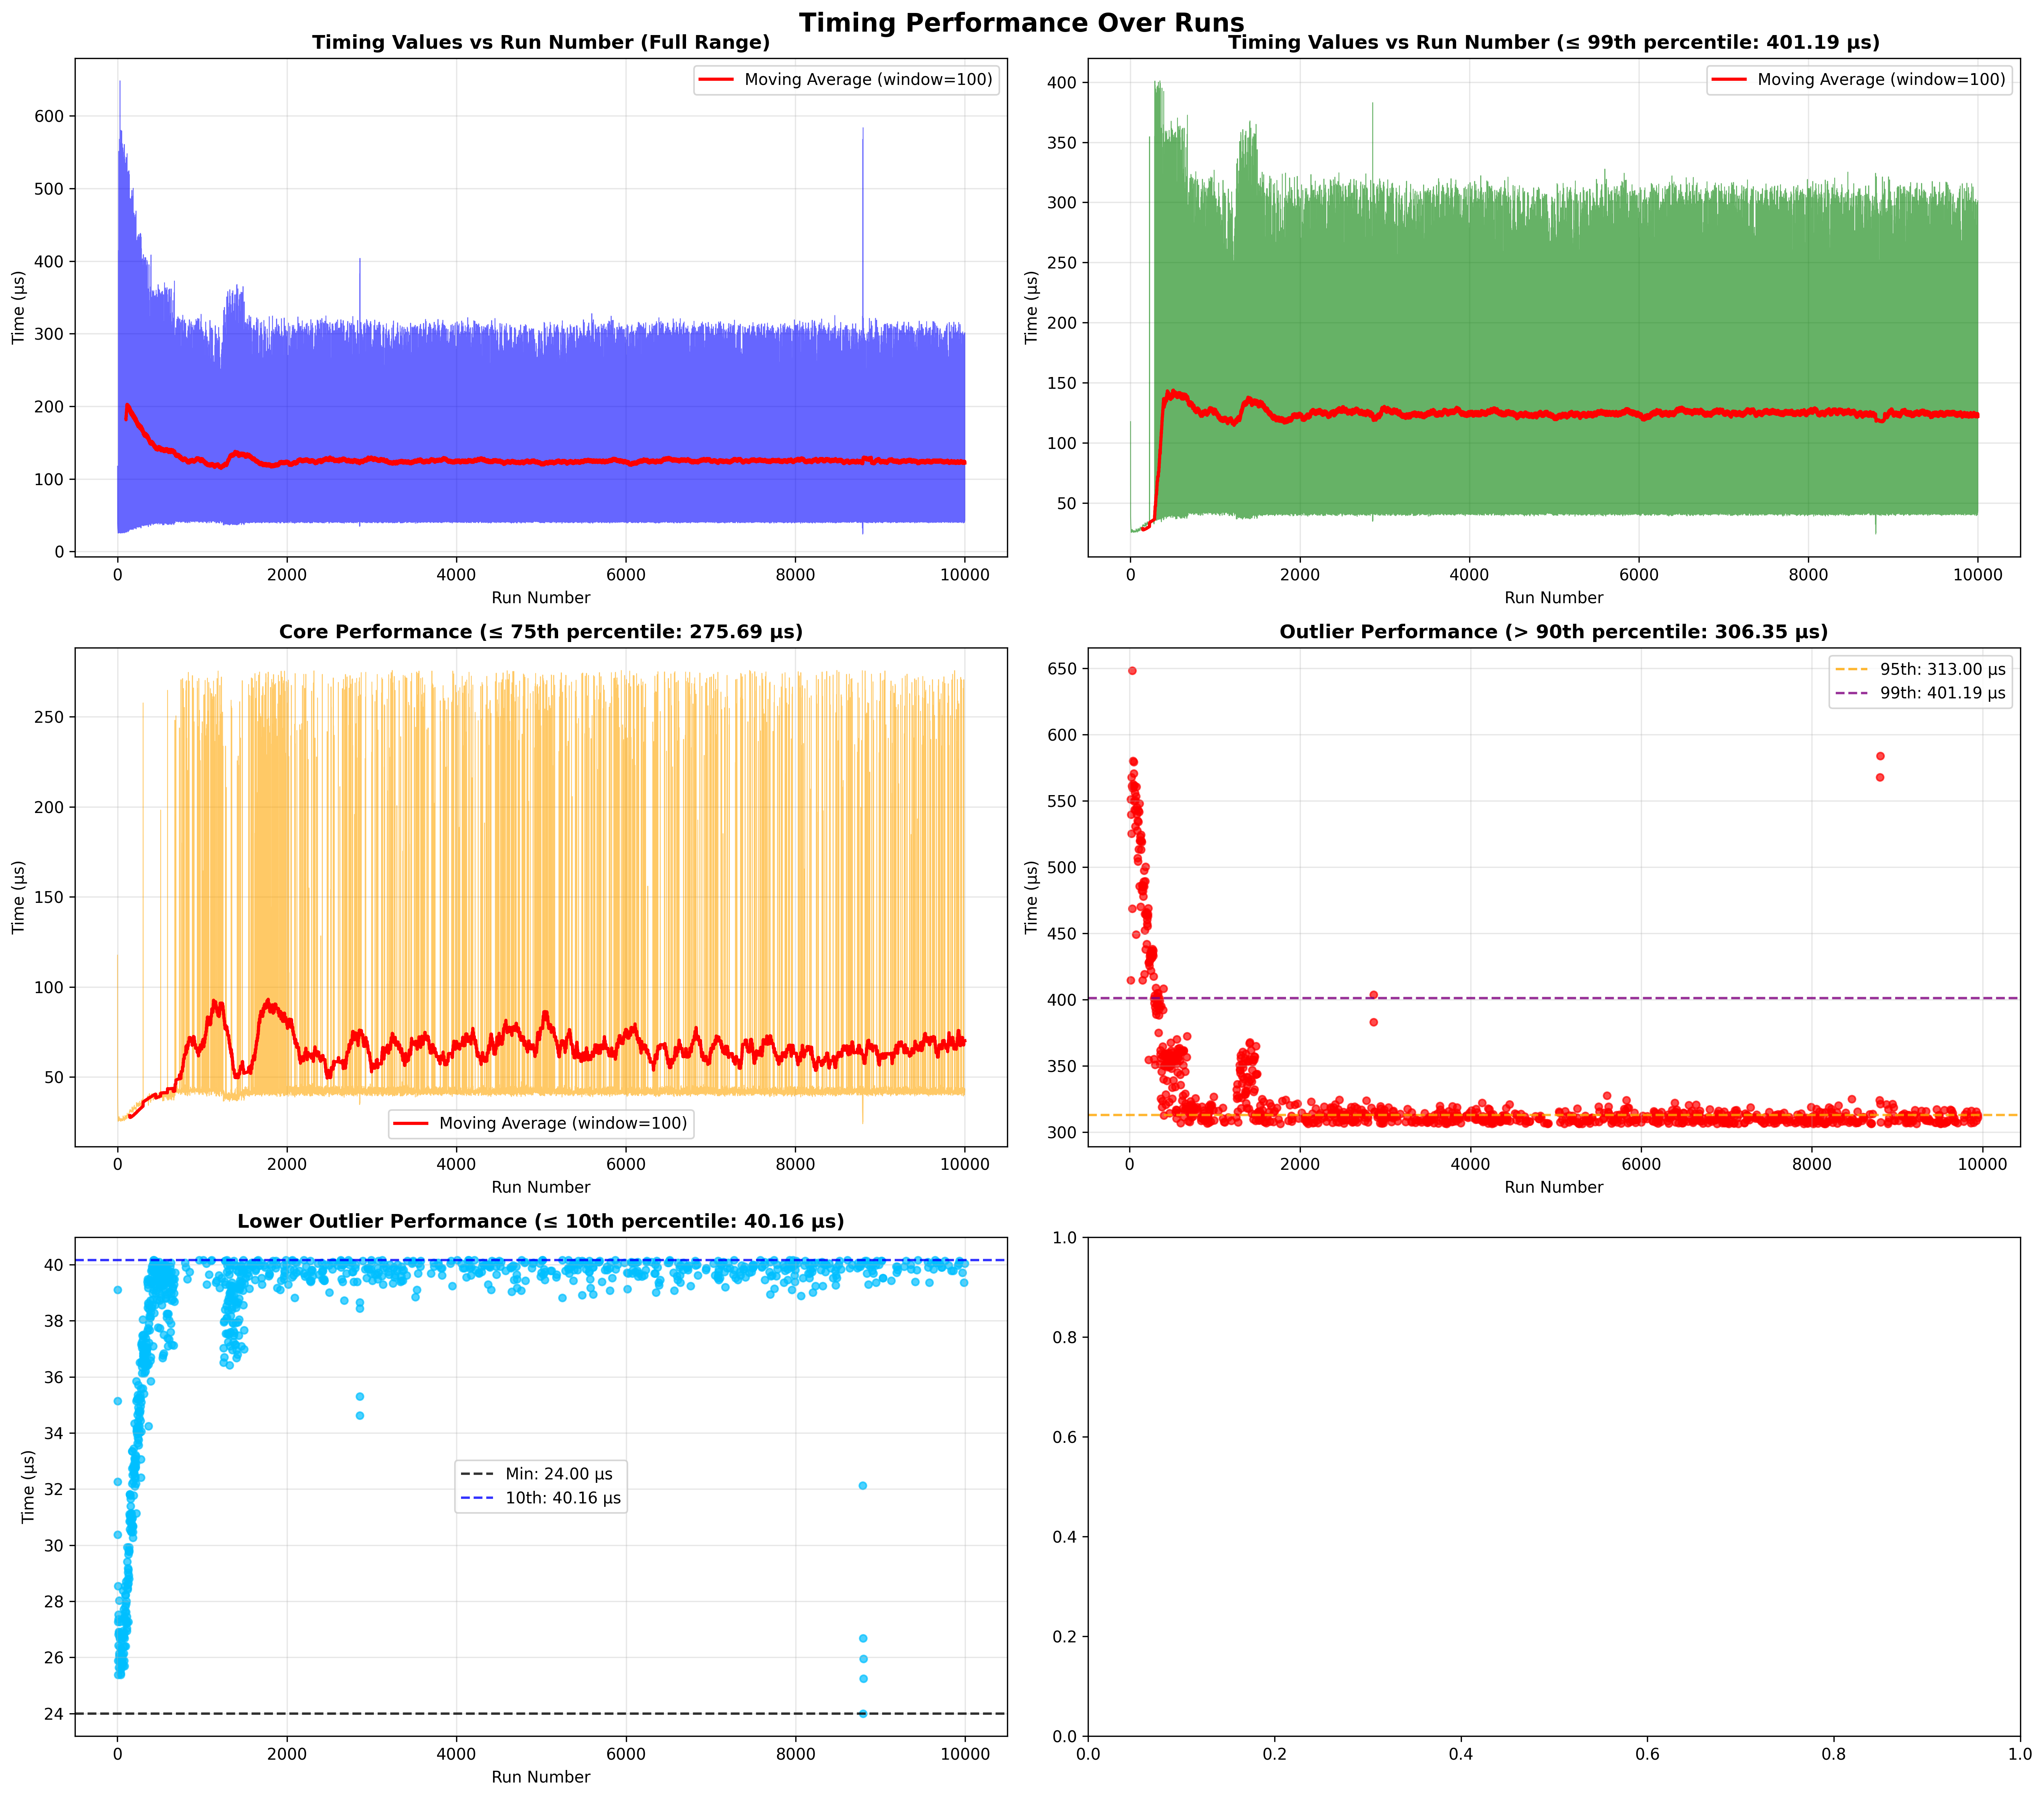 Timing Performance Over Runs
Timing Values vs Run Number (Full Range)
Time (µs)
600
500
400
300
200
100
0
Moving Average (window=100)
0 2000 4000 6000 8000 10000
Run Number
Timing Values vs Run Number (≤ 99th percentile: 401.19 µs)
Time (µs)
400
350
300
250
200
150
100
50
Moving Average (window=100)
0 2000 4000 6000 8000 10000
Run Number
Core Performance (≤ 75th percentile: 275.69 µs)
Time (µs)
250
200
150
100
50
Moving Average (window=100)
0 2000 4000 6000 8000 10000
Run Number
Outlier Performance (> 90th percentile: 306.35 µs)
Time (µs)
650
600
550
500
450
400
350
300
95th: 313.00 µs
99th: 401.19 µs
0 2000 4000 6000 8000 10000
Run Number
Lower Outlier Performance (≤ 10th percentile: 40.16 µs)
Time (µs)
40
38
36
34
32
30
28
26
24
Min: 24.00 µs
10th: 40.16 µs
0 2000 4000 6000 8000 10000
Run Number
1.0
0.8
0.6
0.4
0.2
0.0
0.0 0.2 0.4 0.6 0.8 1.0